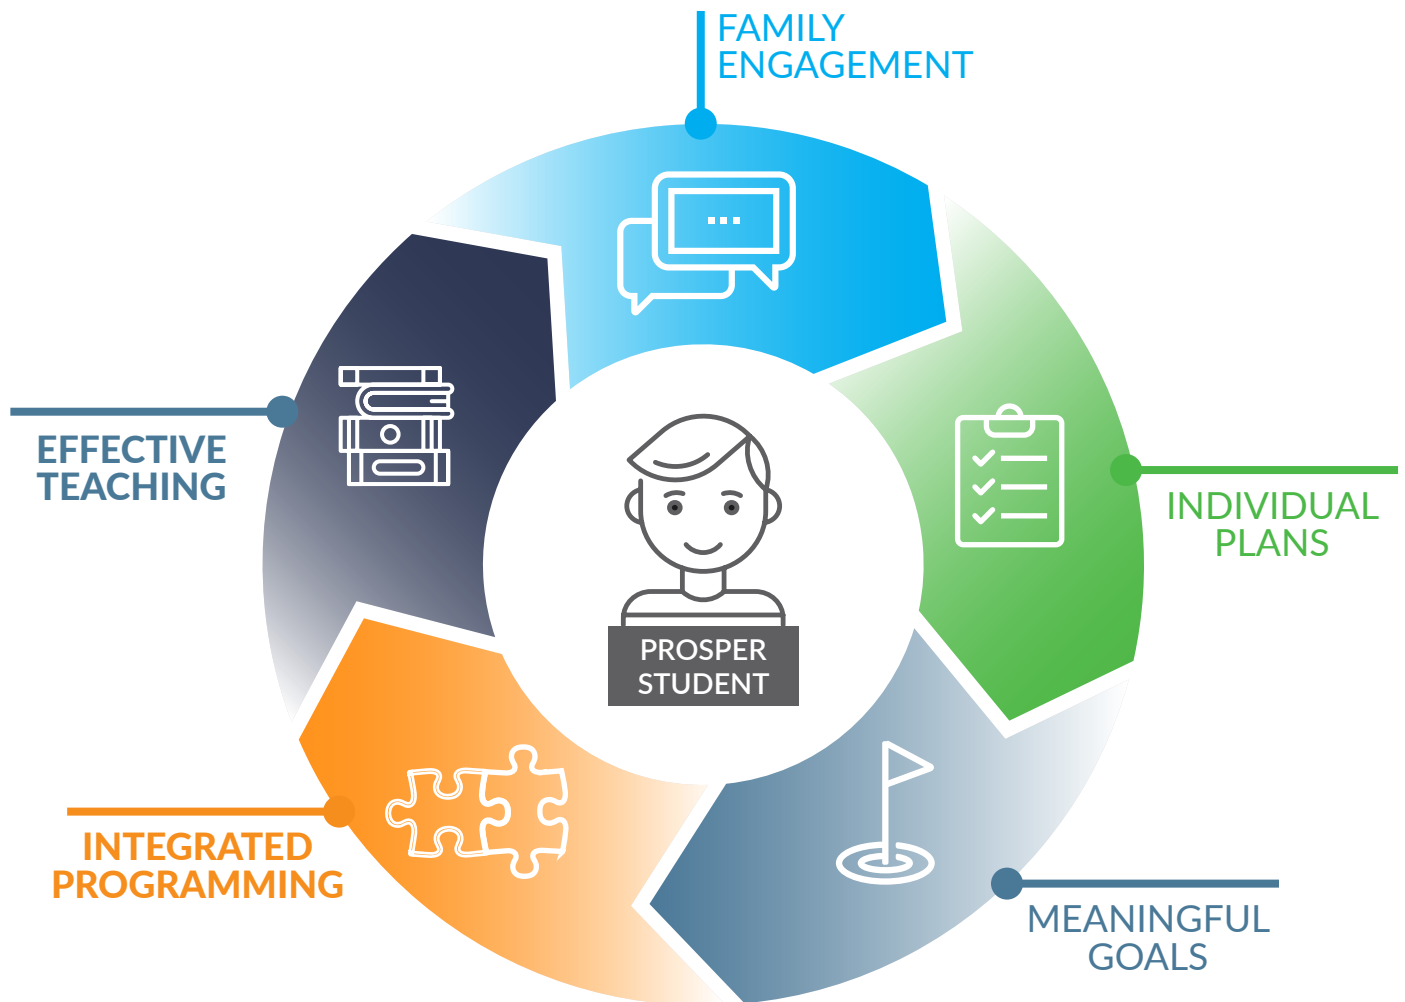 FAMILY
ENGAGEMENT
INDIVIDUAL
PLANS
MEANINGFUL
GOALS
INTEGRATED
PROGRAMMING
EFFECTIVE
TEACHING
PROSPER
STUDENT